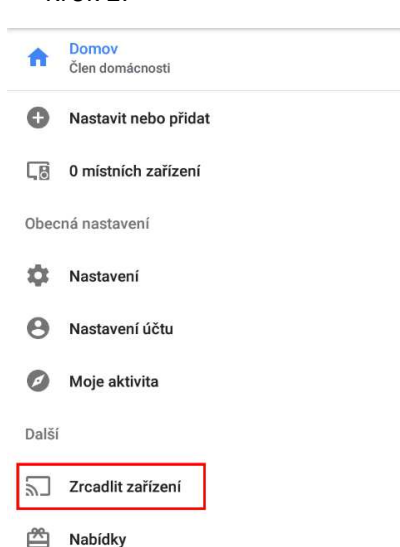 Domov
Člen domácnosti
Nastavit nebo přidat
0 místních zařízení
Obecná nastavení
Nastavení
Nastavení účtu
Moje aktivita
Další
Zrcadlit zařízení
Nabídky